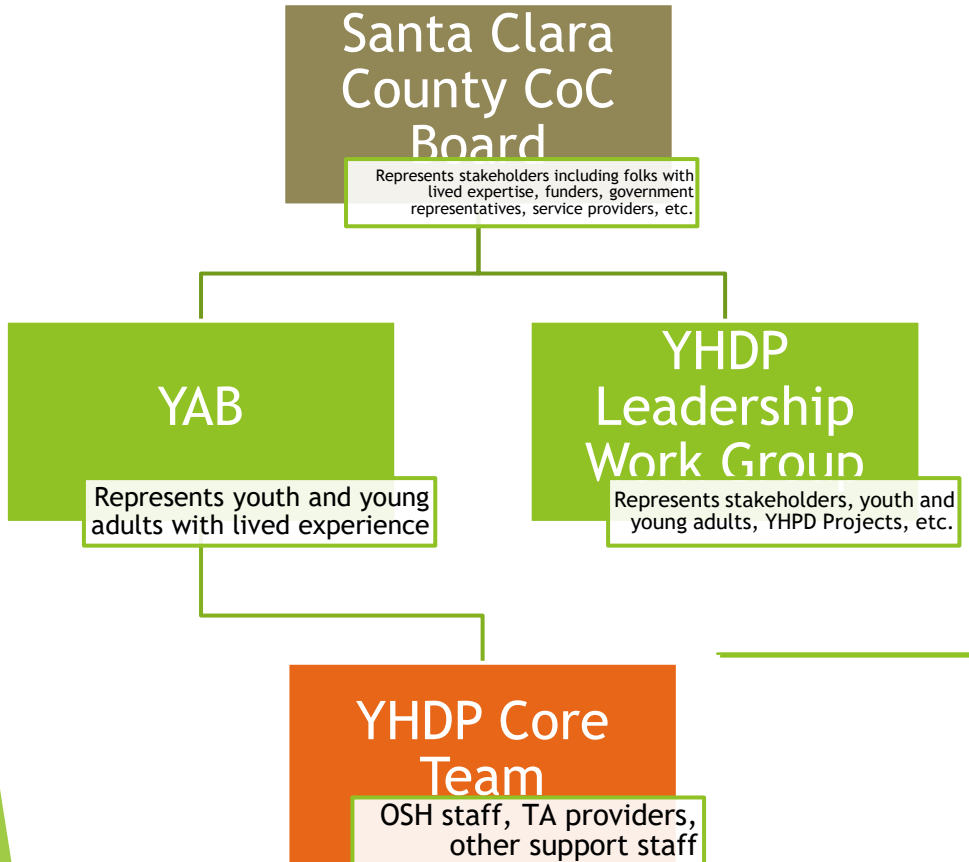 Santa Clara
County CoC
Board
Represents stakeholders including folks with
lived expertise, funders, government
representatives, service providers, etc.
YAB
Represents youth and young
adults with lived experience
YHDP
Leadership
Work Group
Represents stakeholders, youth and
young adults, YHPD Projects, etc.
YHDP Core
Team
OSH staff, TA providers,
other support staff